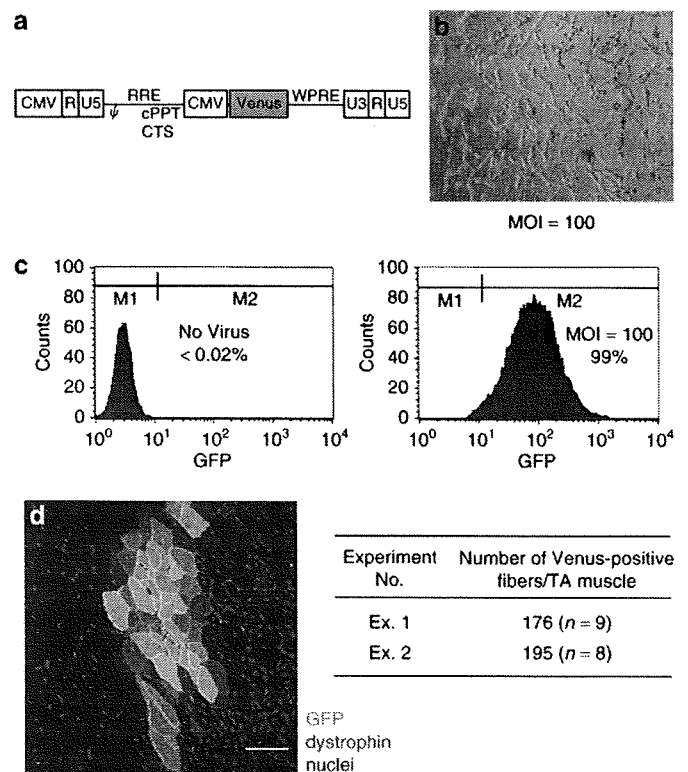 a
CMV R U5 ψ RRE cPPT CTS CMV Venus WPRE U3 R U5
b
MOI = 100
c
100
80
60
40
20
0
Counts
M1 M2
No Virus
< 0.02%
10⁰ 10¹ 10² 10³ 10⁴
GFP
100
80
60
40
20
0
Counts
M1 M2
MOI = 100
99%
10⁰ 10¹ 10² 10³ 10⁴
GFP
d
GFP
dystrophin
nuclei
Experiment No. Number of Venus-positive fibers/TA muscle
Ex. 1 176 (n = 9)
Ex. 2 195 (n = 8)